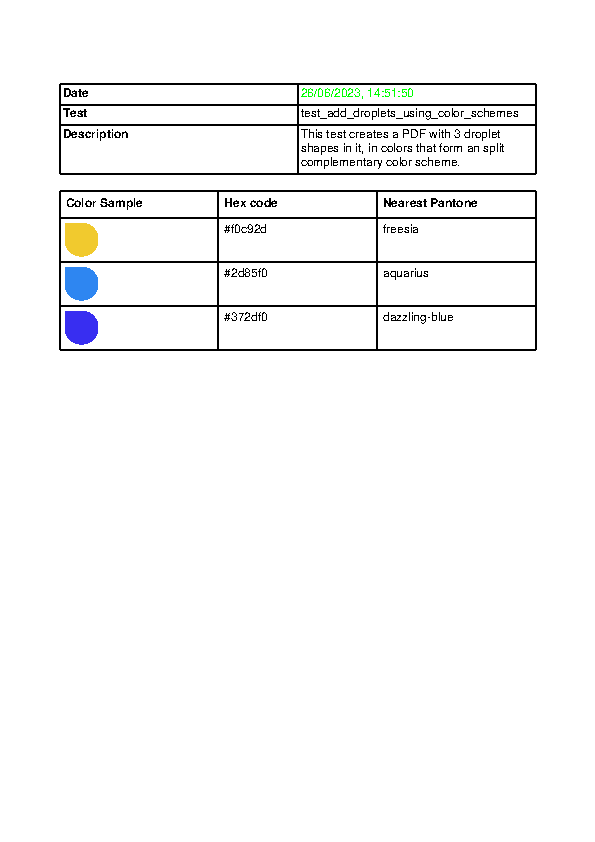 Date 26/06/2023, 14:51:50
Test test_add_droplets_using_color_schemes
Description This test creates a PDF with 3 droplet
shapes in it, in colors that form an split
complementary color scheme.
Color Sample Hex code Nearest Pantone
#f0c92d freesia
#2d85f0 aquarius
#372df0 dazzling-blue